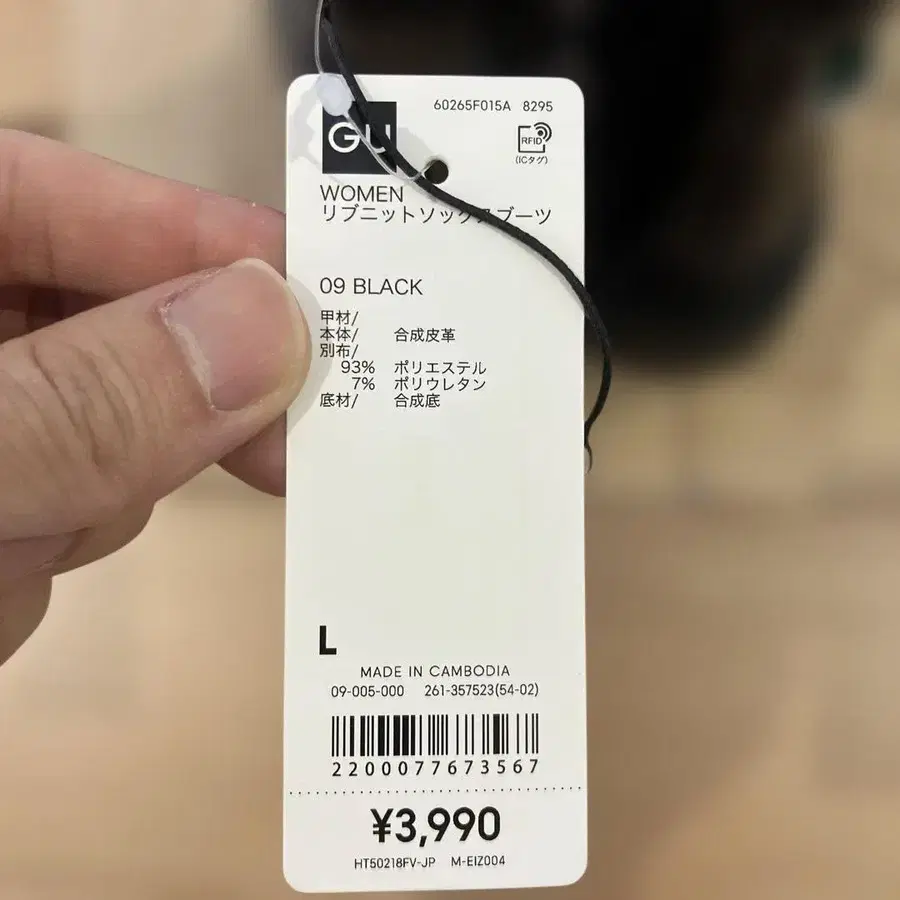 60265F015A 8295
GU
RFID
(ICタグ)
WOMEN
リブニットソックスブーツ
09 BLACK
甲材/
本体/ 合成皮革
別布/
93% ポリエステル
7% ポリウレタン
底材/ 合成底
L
MADE IN CAMBODIA
09-005-000 261-357523(54-02)
2200077673567
¥3,990
HT50218FV-JP M-EIZ004